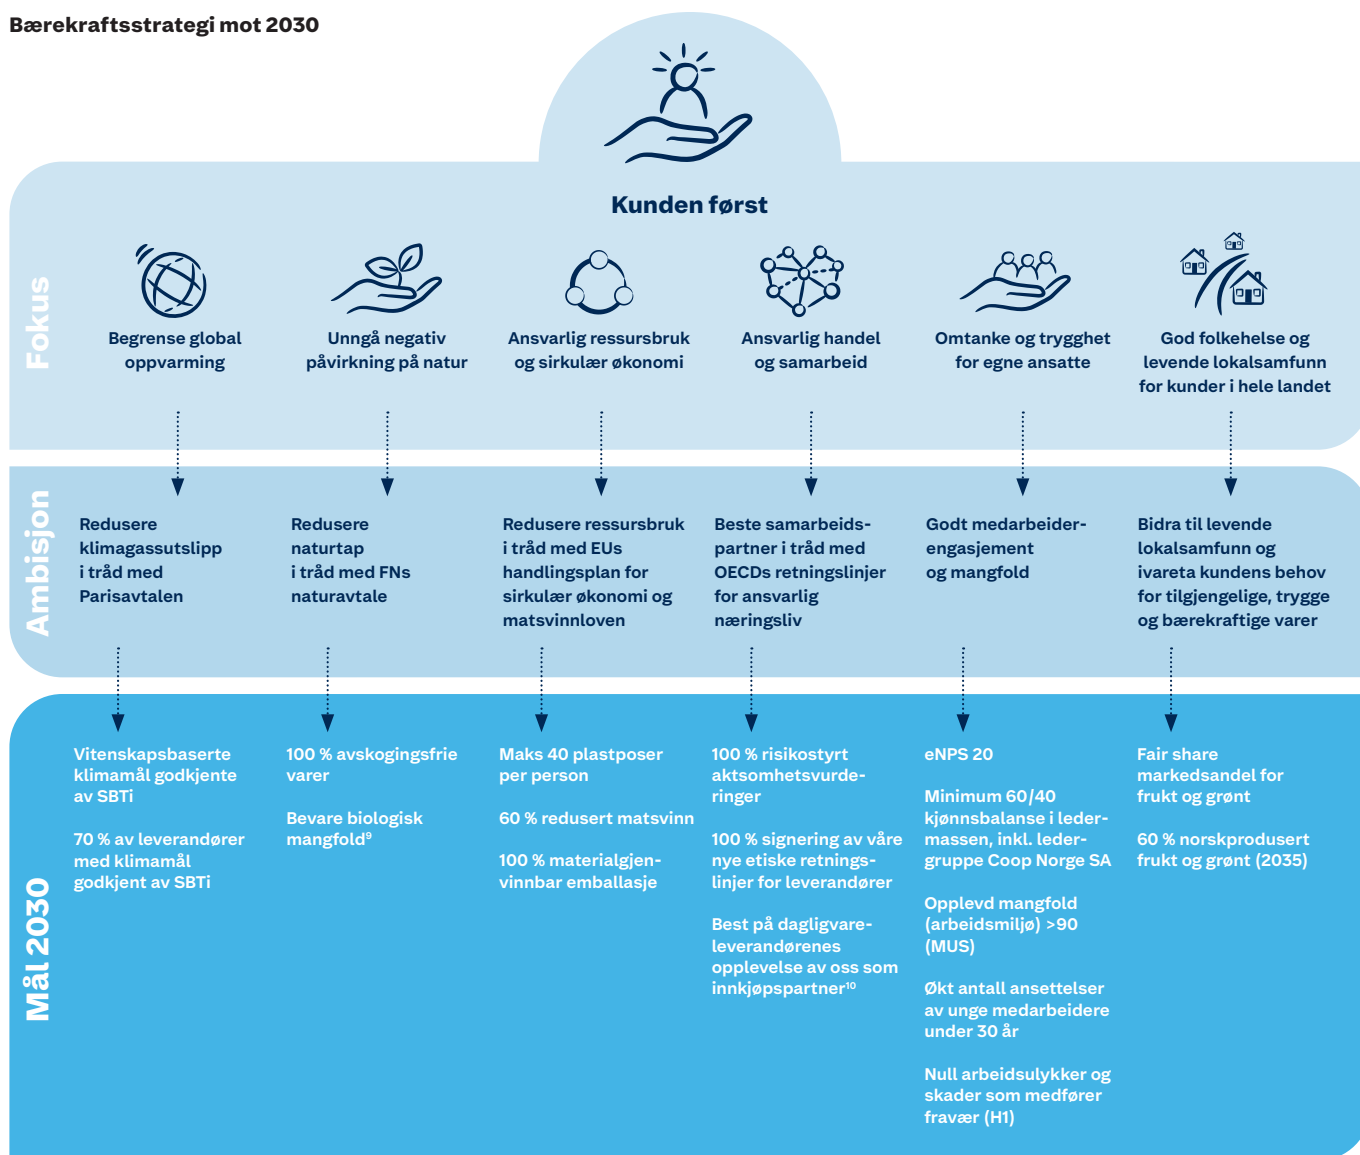 Bærekraftsstrategi mot 2030
Kunden først
Fokus
Begrense global
oppvarming
Unngå negativ
påvirkning på natur
Ansvarlig ressursbruk
og sirkulær økonomi
Ansvarlig handel
og samarbeid
Omtanke og trygghet
for egne ansatte
God folkehelse og
levende lokalsamfunn
for kunder i hele landet
Ambisjon
Redusere
klimagassutslipp
i tråd med
Parisavtalen
Redusere
naturtap
i tråd med FNs
naturavtale
Redusere ressursbruk
i tråd med EUs
handlingsplan for
sirkulær økonomi og
matsvinnloven
Beste samarbeids-
partner i tråd med
OECDs retningslinjer
for ansvarlig
næringsliv
Godt medarbeider-
engasjement
og mangfold
Bidra til levende
lokalsamfunn og
ivareta kundens behov
for tilgjengelige, trygge
og bærekraftige varer
Mål 2030
Vitenskapsbaserte
klimamål godkjente
av SBTi
70 % av leverandører
med klimamål
godkjent av SBTi
100 % avskogingsfrie
varer
Bevare biologisk
mangfold⁹
Maks 40 plastposer
per person
60 % redusert matsvinn
100 % materialgjen-
vinnbar emballasje
100 % risikostyrt
aktsomhetsvurde-
ringer
100 % signering av våre
nye etiske retnings-
linjer for leverandører
Best på dagligvare-
leverandørenes
opplevelse av oss som
innkjøpspartner¹⁰
eNPS 20
Minimum 60/40
kjønnsbalanse i leder-
massen, inkl. leder-
gruppe Coop Norge SA
Opplevd mangfold
(arbeidsmiljø) >90
(MUS)
Økt antall ansettelser
av unge medarbeidere
under 30 år
Null arbeidsulykker og
skader som medfører
fravær (H1)
Fair share
markedsandel for
frukt og grønt
60 % norskprodusert
frukt og grønt (2035)